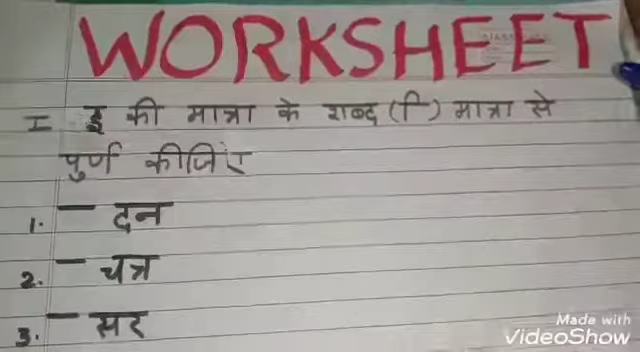 WORKSHEET
I इ की मात्रा के शब्द (ि) मात्रा से
पुर्ण कीजिए
1. – दन
2. – चत्र
3. – सर
Made with
VideoShow